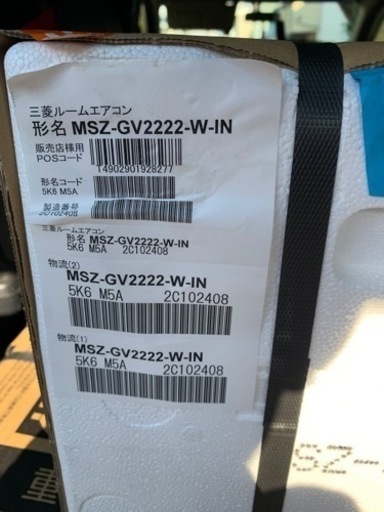 三菱ルームエアコン
形名 MSZ-GV2222-W-IN
販売店様用
POSコード
14902901928277
形名コード
5K6 M5A
製造番号
2C102408
三菱ルームエアコン
形名 MSZ-GV2222-W-IN
5K6 M5A 2C102408
物流(2)
MSZ-GV2222-W-IN
5K6 M5A 2C102408
物流(1)
MSZ-GV2222-W-IN
5K6 M5A 2C102408